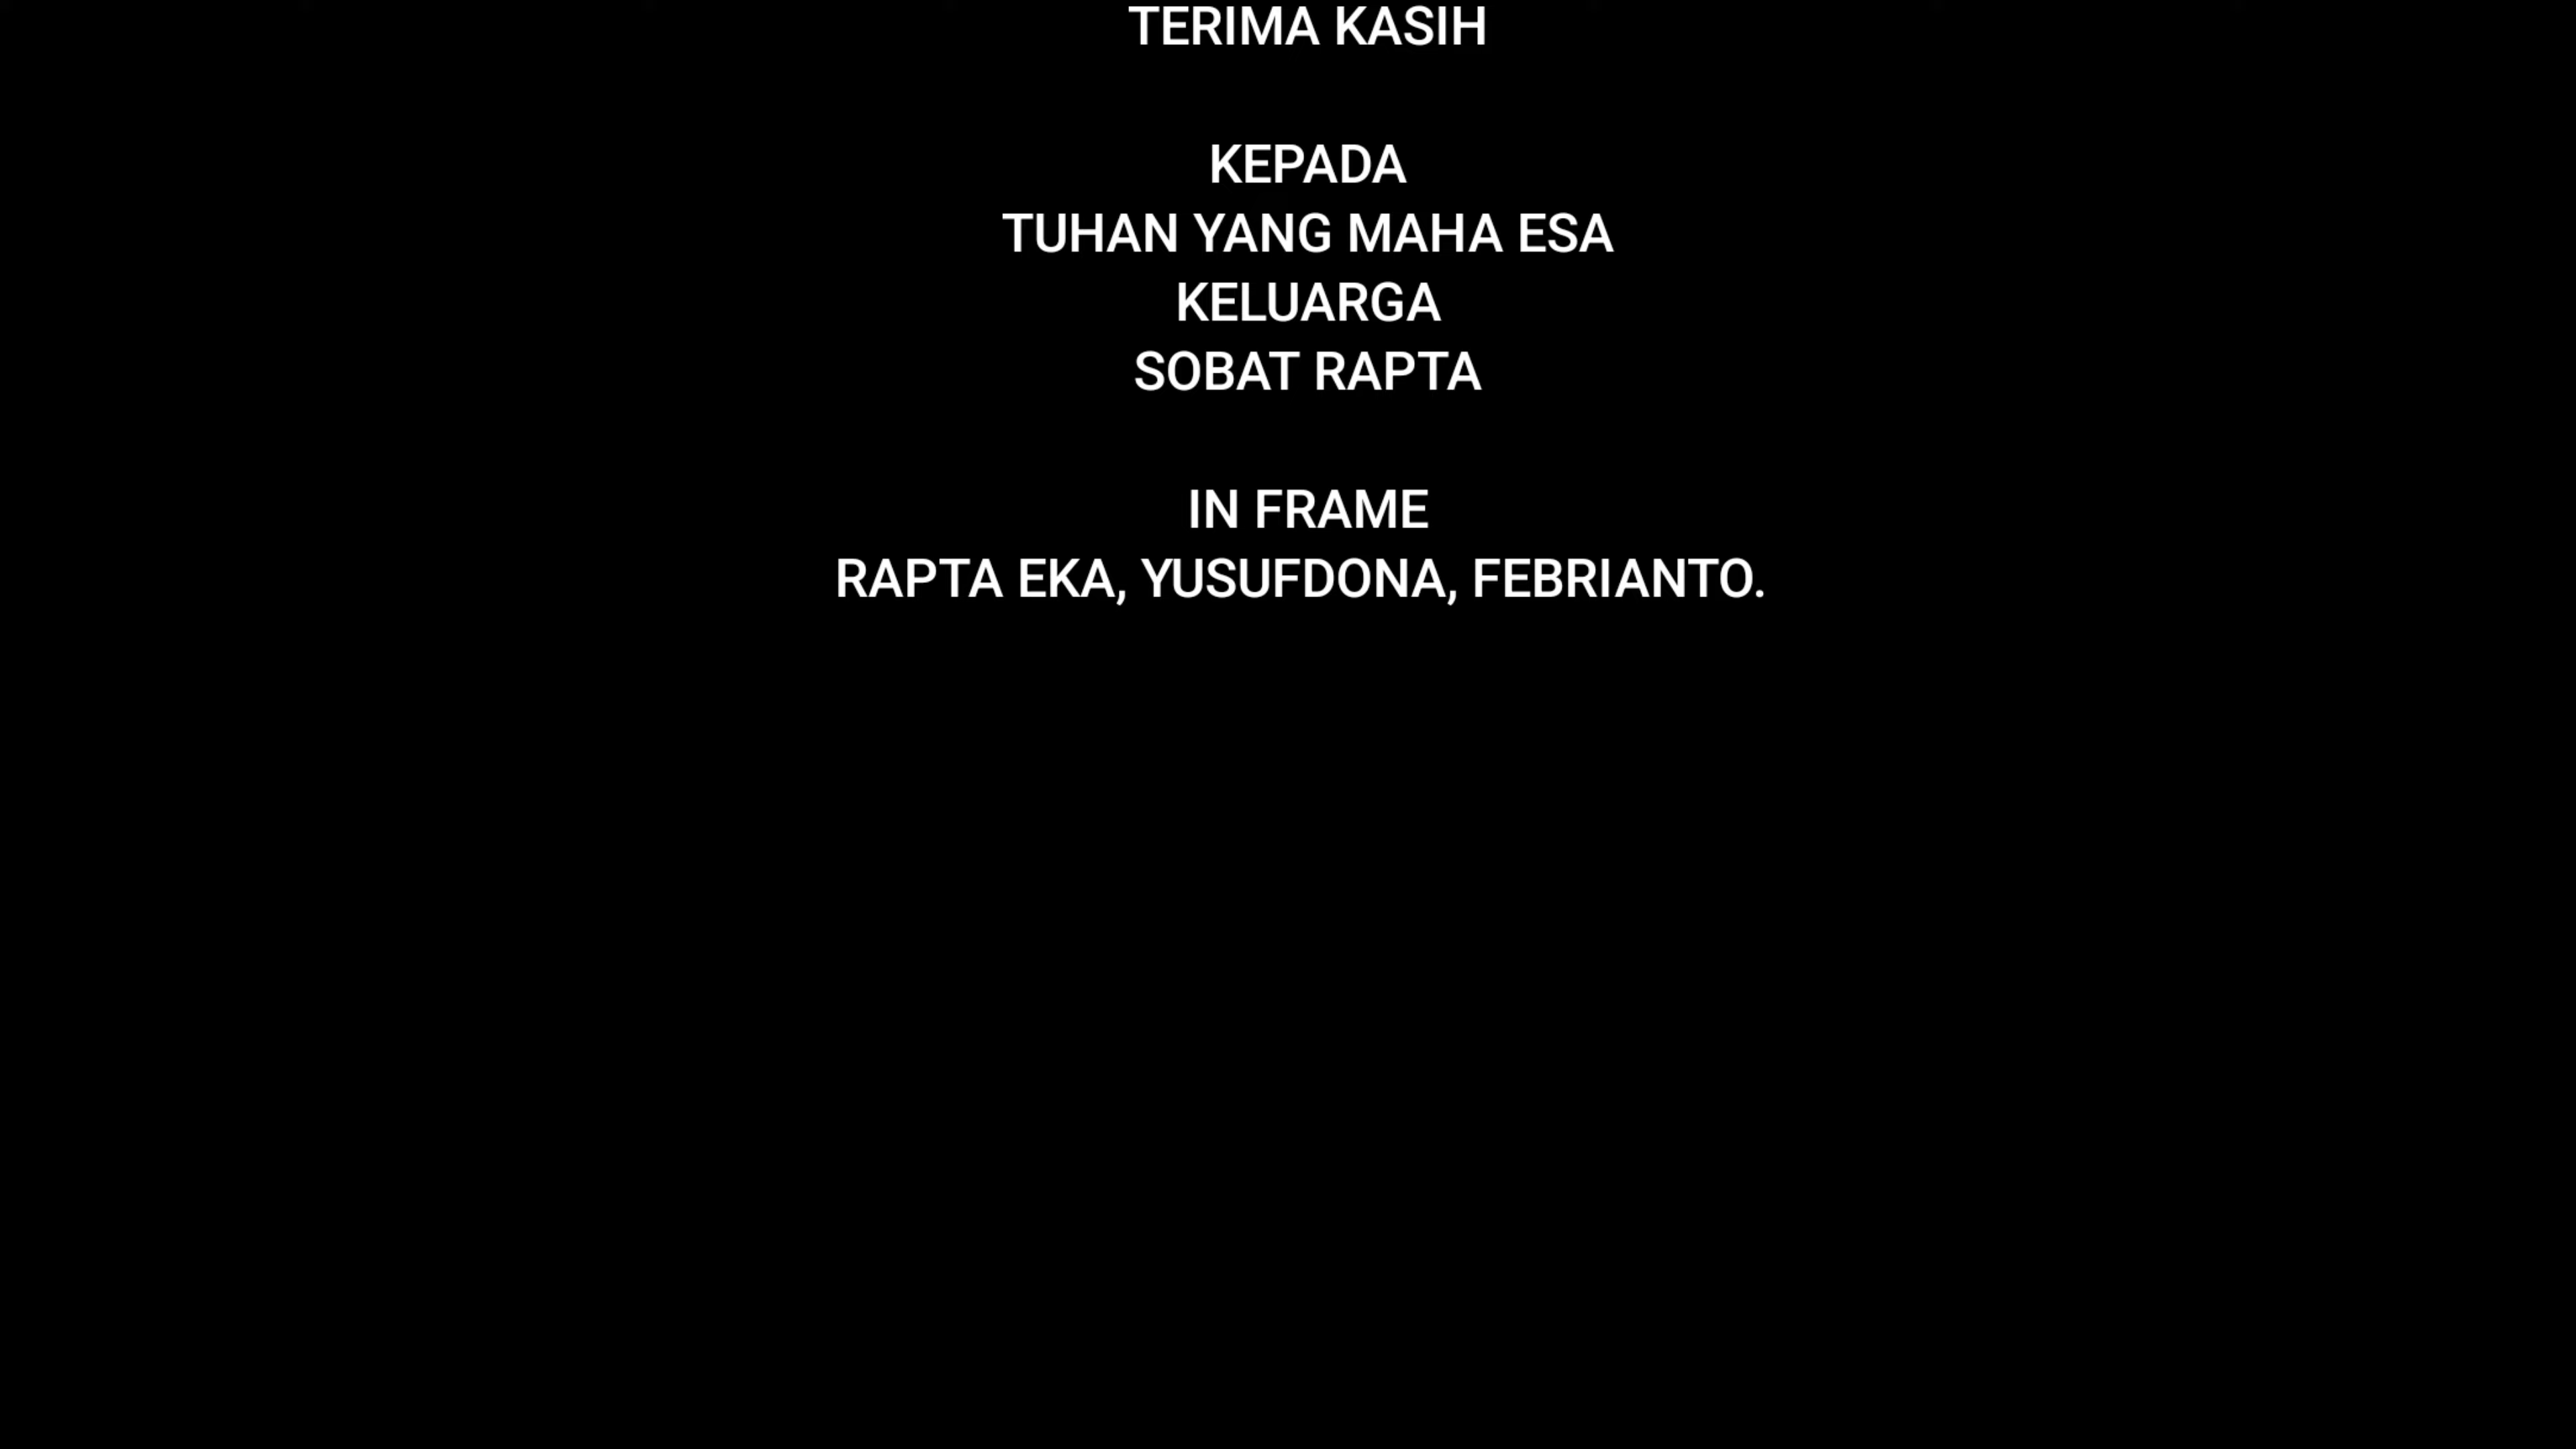 TERIMA KASIH
KEPADA
TUHAN YANG MAHA ESA
KELUARGA
SOBAT RAPTA
IN FRAME
RAPTA EKA, YUSUFDONA, FEBRIANTO.